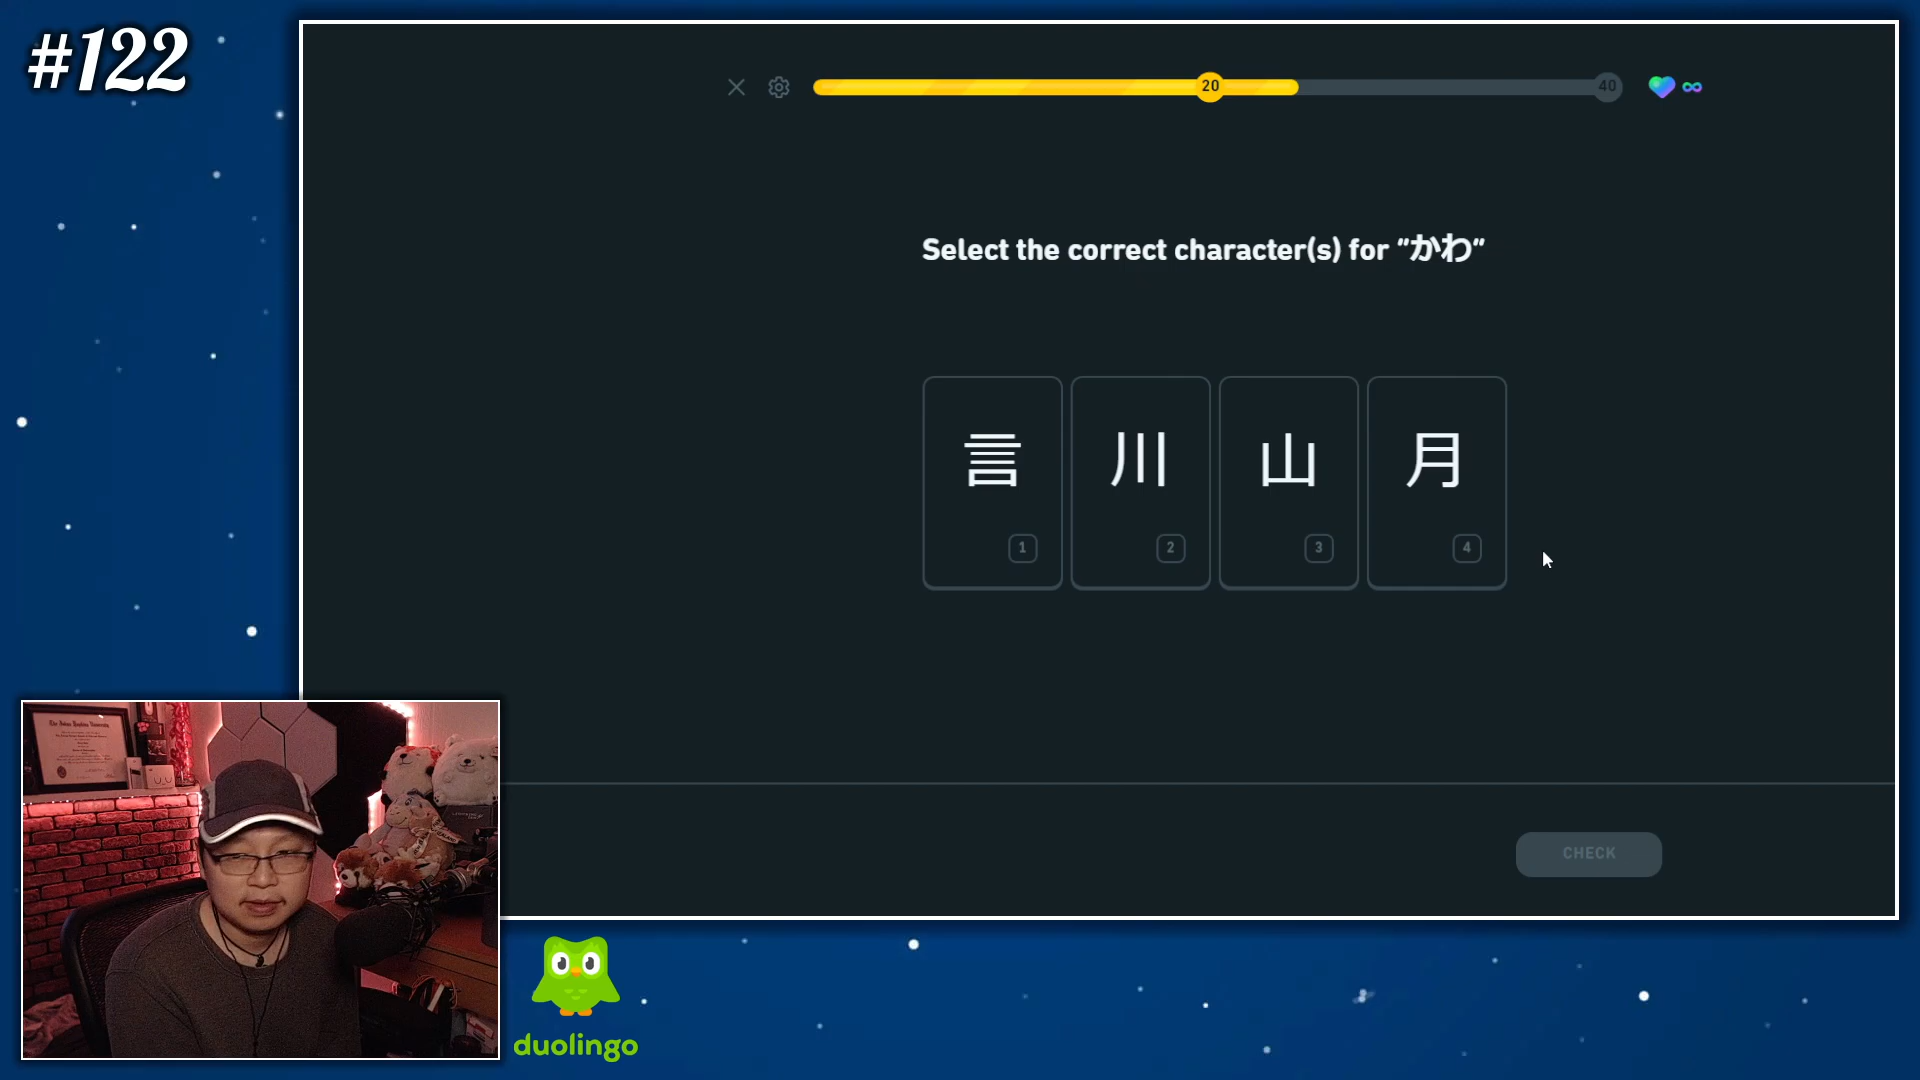 #122
20
40
Select the correct character(s) for “かわ”
言 川 山 月
1 2 3 4
CHECK
duolingo